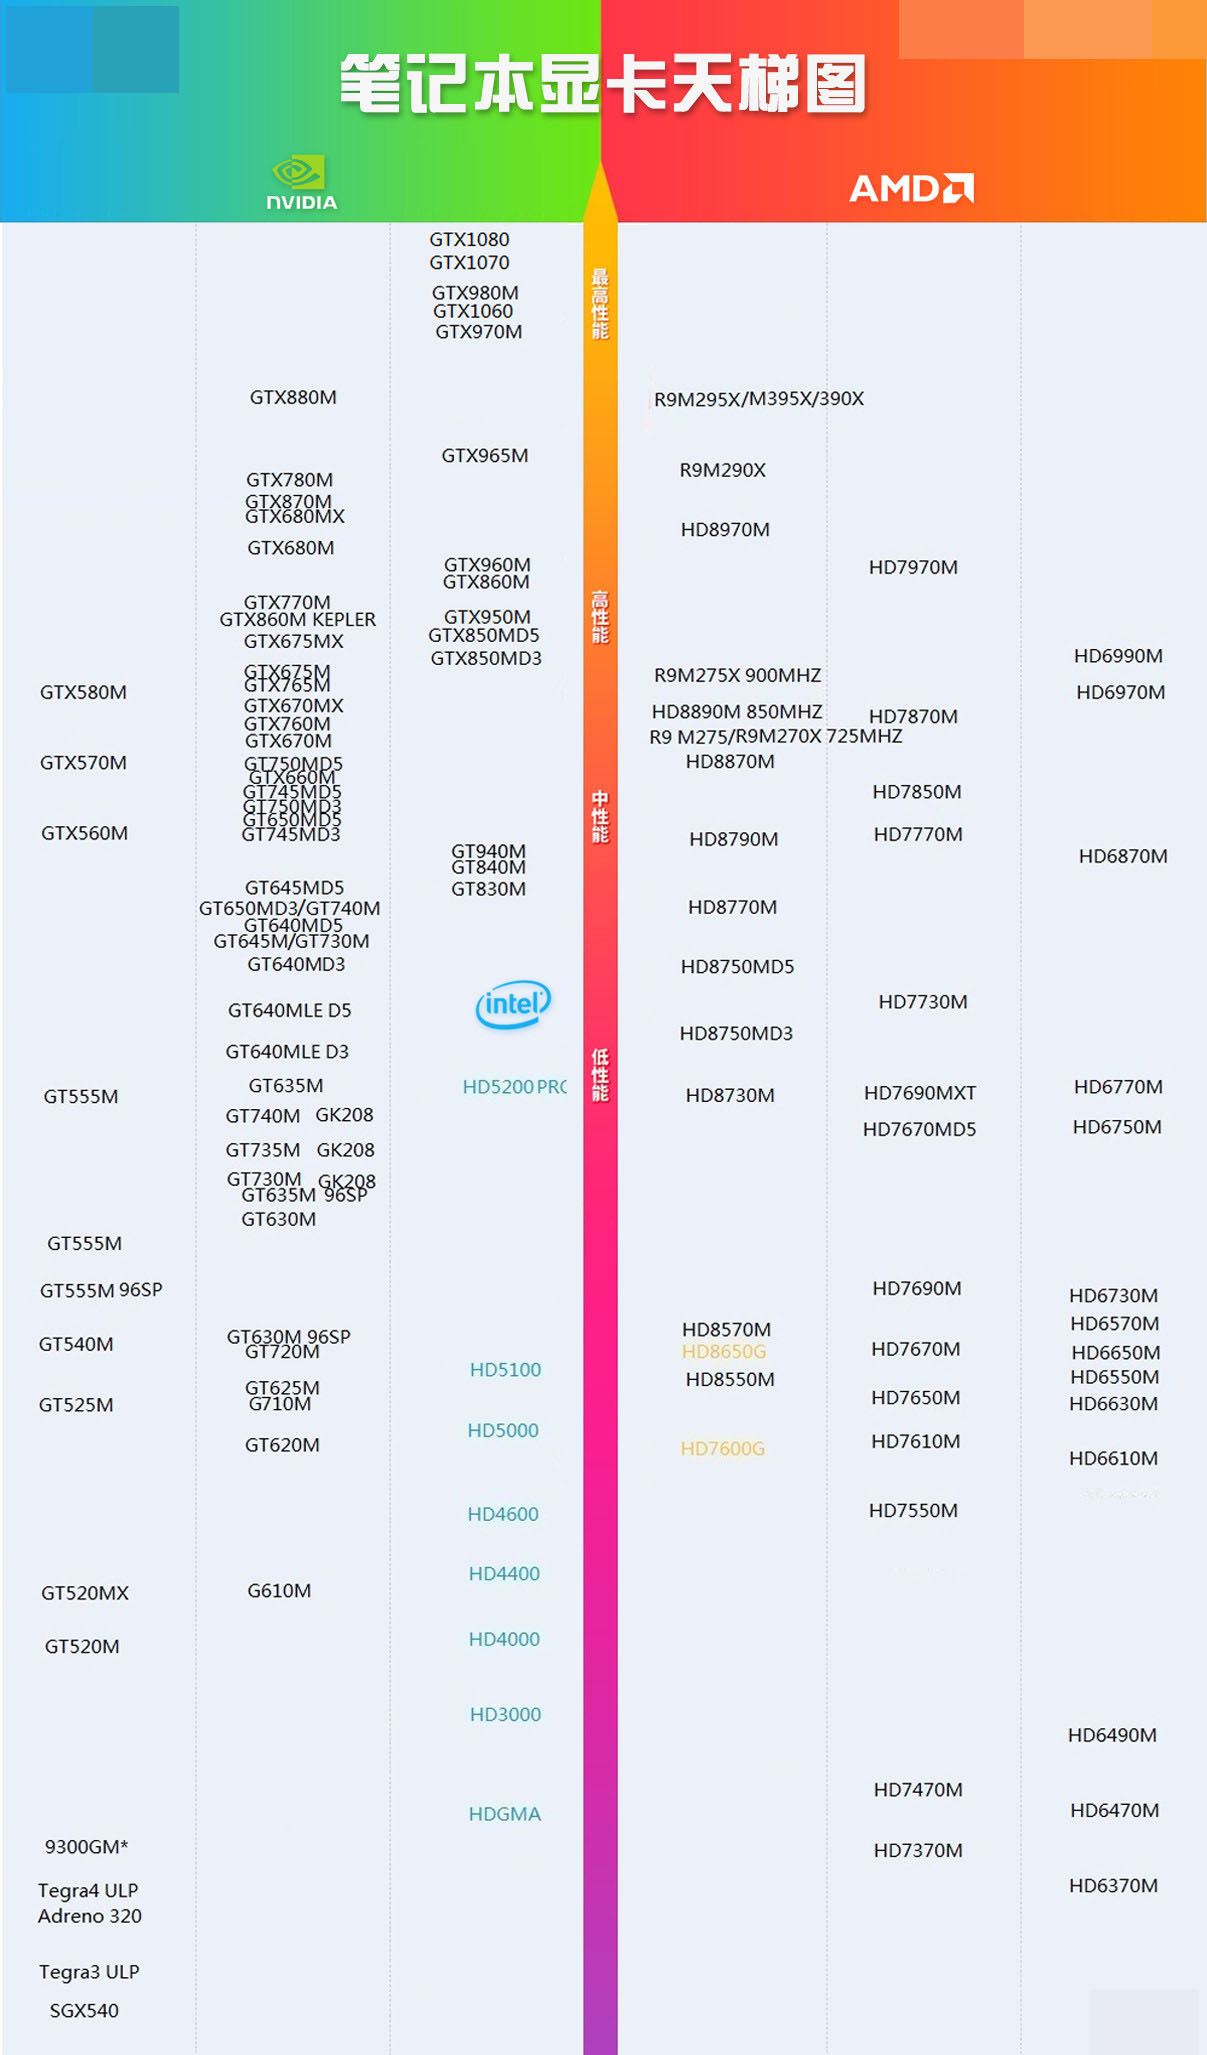 笔记本显卡天梯图
NVIDIA
AMD
最高性能
高性能
中性能
低性能
GTX580M
GTX570M
GTX560M
GT555M
GT555M
GT555M 96SP
GT540M
GT525M
GT520MX
GT520M
9300GM*
Tegra4 ULP
Adreno 320
Tegra3 ULP
SGX540
GTX880M
GTX780M
GTX870M
GTX680MX
GTX680M
GTX770M
GTX860M KEPLER
GTX675MX
GTX675M
GTX765M
GTX670MX
GTX760M
GTX670M
GT750MD5
GTX660M
GT745MD5
GT750MD3
GT650MD5
GT745MD3
GT645MD5
GT650MD3/GT740M
GT640MD5
GT645M/GT730M
GT640MD3
GT640MLE D5
GT640MLE D3
GT635M
GT740M GK208
GT735M GK208
GT730M GK208
GT635M 96SP
GT630M
GT630M 96SP
GT720M
GT625M
G710M
GT620M
G610M
GTX1080
GTX1070
GTX980M
GTX1060
GTX970M
GTX965M
GTX960M
GTX860M
GTX950M
GTX850MD5
GTX850MD3
GT940M
GT840M
GT830M
intel
HD5200 PRO
HD5100
HD5000
HD4600
HD4400
HD4000
HD3000
HDGMA
R9M295X/M395X/390X
R9M290X
HD8970M
R9M275X 900MHZ
HD8890M 850MHZ
R9 M275/R9M270X 725MHZ
HD8870M
HD8790M
HD8770M
HD8750MD5
HD8750MD3
HD8730M
HD8570M
HD8650G
HD8550M
HD7600G
HD7970M
HD7870M
HD7850M
HD7770M
HD7730M
HD7690MXT
HD7670MD5
HD7690M
HD7670M
HD7650M
HD7610M
HD7550M
HD7470M
HD7370M
HD6990M
HD6970M
HD6870M
HD6770M
HD6750M
HD6730M
HD6570M
HD6650M
HD6550M
HD6630M
HD6610M
HD6490M
HD6470M
HD6370M